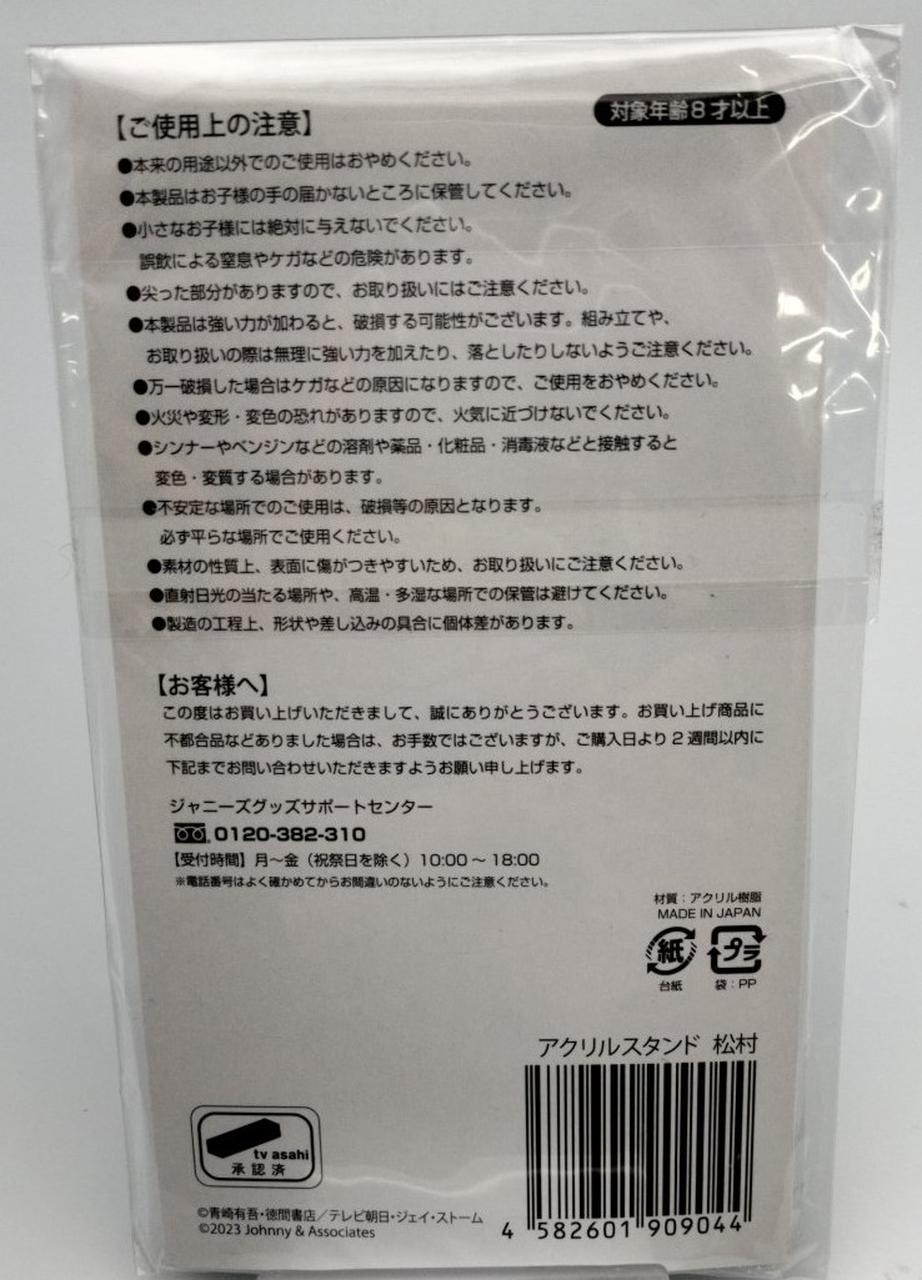 対象年齢8才以上
【ご使用上の注意】
●本来の用途以外でのご使用はおやめください。
●本製品はお子様の手の届かないところに保管してください。
●小さなお子様には絶対に与えないでください。
誤飲による窒息やケガなどの危険があります。
●尖った部分がありますので、お取り扱いにはご注意ください。
●本製品は強い力が加わると、破損する可能性がございます。組み立てや、
お取り扱いの際は無理に強い力を加えたり、落としたりしないようご注意ください。
●万一破損した場合はケガなどの原因になりますので、ご使用をおやめください。
●火災や変形・変色の恐れがありますので、火気に近づけないでください。
●シンナーやベンジンなどの溶剤や薬品・化粧品・消毒液などと接触すると
変色・変質する場合があります。
●不安定な場所でのご使用は、破損等の原因となります。
必ず平らな場所でご使用ください。
●素材の性質上、表面に傷がつきやすいため、お取り扱いにご注意ください。
●直射日光の当たる場所や、高温・多湿な場所での保管は避けてください。
●製造の工程上、形状や差し込みの具合に個体差があります。
【お客様へ】
この度はお買い上げいただきまして、誠にありがとうございます。お買い上げ商品に
不都合品などありました場合は、お手数ではございますが、ご購入日より2週間以内に
下記までお問い合わせいただきますようお願い申し上げます。
ジャニーズグッズサポートセンター
0120-382-310
【受付時間】月～金（祝祭日を除く）10:00～18:00
※電話番号はよく確かめてからお間違いのないようにご注意ください。
材質：アクリル樹脂
MADE IN JAPAN
紙 プラ
台紙 袋：PP
アクリルスタンド 松村
4 582601 909044
tv asahi
承認済
©青崎有吾・徳間書店／テレビ朝日・ジェイ・ストーム
©2023 Johnny & Associates